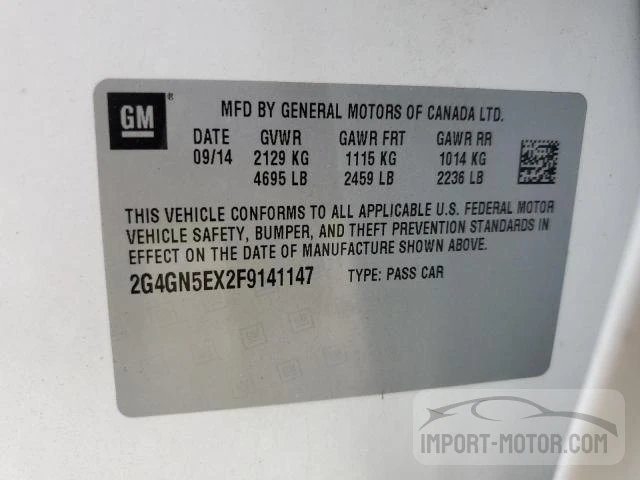 GM®
MFD BY GENERAL MOTORS OF CANADA LTD.
DATE GVWR GAWR FRT GAWR RR
09/14 2129 KG 1115 KG 1014 KG
4695 LB 2459 LB 2236 LB
THIS VEHICLE CONFORMS TO ALL APPLICABLE U.S. FEDERAL MOTOR
VEHICLE SAFETY, BUMPER, AND THEFT PREVENTION STANDARDS IN
EFFECT ON THE DATE OF MANUFACTURE SHOWN ABOVE.
2G4GN5EX2F9141147 TYPE: PASS CAR
IMPORT-MOTOR.COM